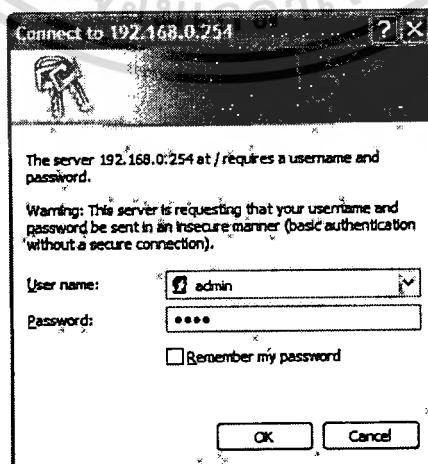 Connect to 192.168.0.254
The server 192.168.0.254 at / requires a username and
password.
Warning: This server is requesting that your username and
password be sent in an insecure manner (basic authentication
without a secure connection).
User name:
admin
Password:
••••
Remember my password
OK
Cancel